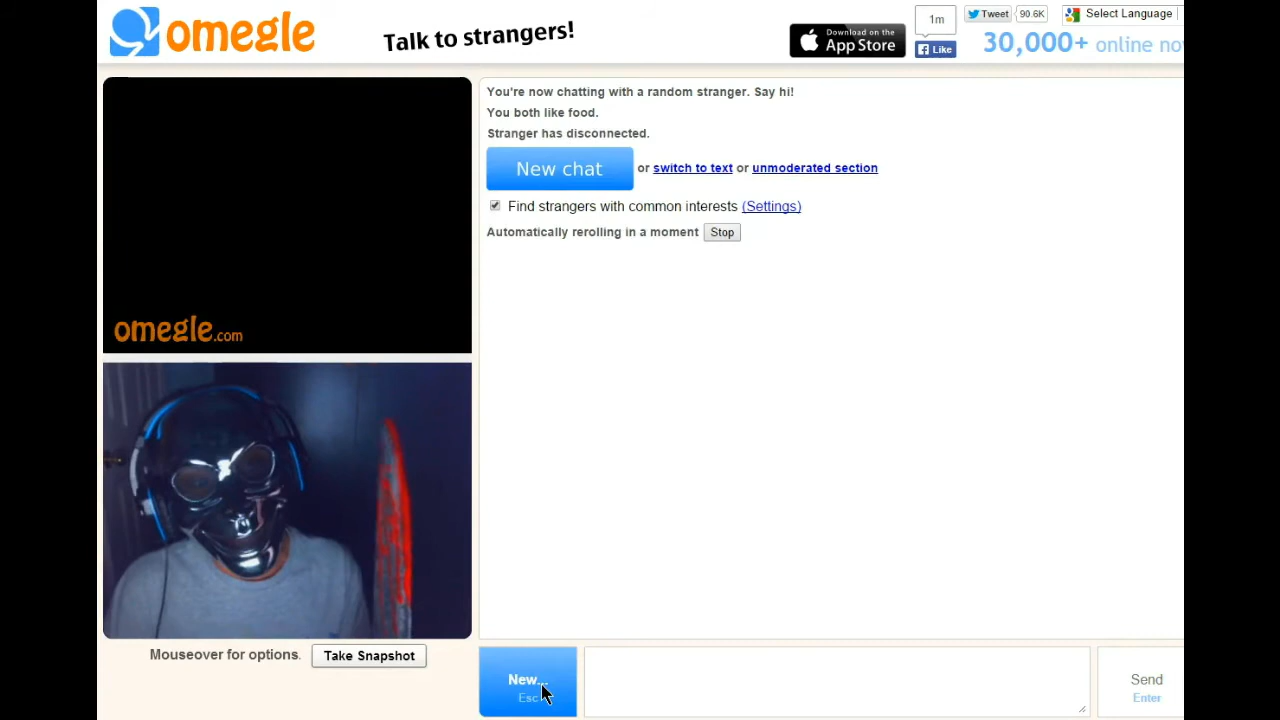 omegle
Talk to strangers!
Download on the
App Store
1m
Like
Tweet
90.6K
Select Language
30,000+ online no
You're now chatting with a random stranger. Say hi!
You both like food.
Stranger has disconnected.
New chat or switch to text or unmoderated section
Find strangers with common interests (Settings)
Automatically rerolling in a moment Stop
omegle.com
Mouseover for options. Take Snapshot
New...
Esc
Send
Enter